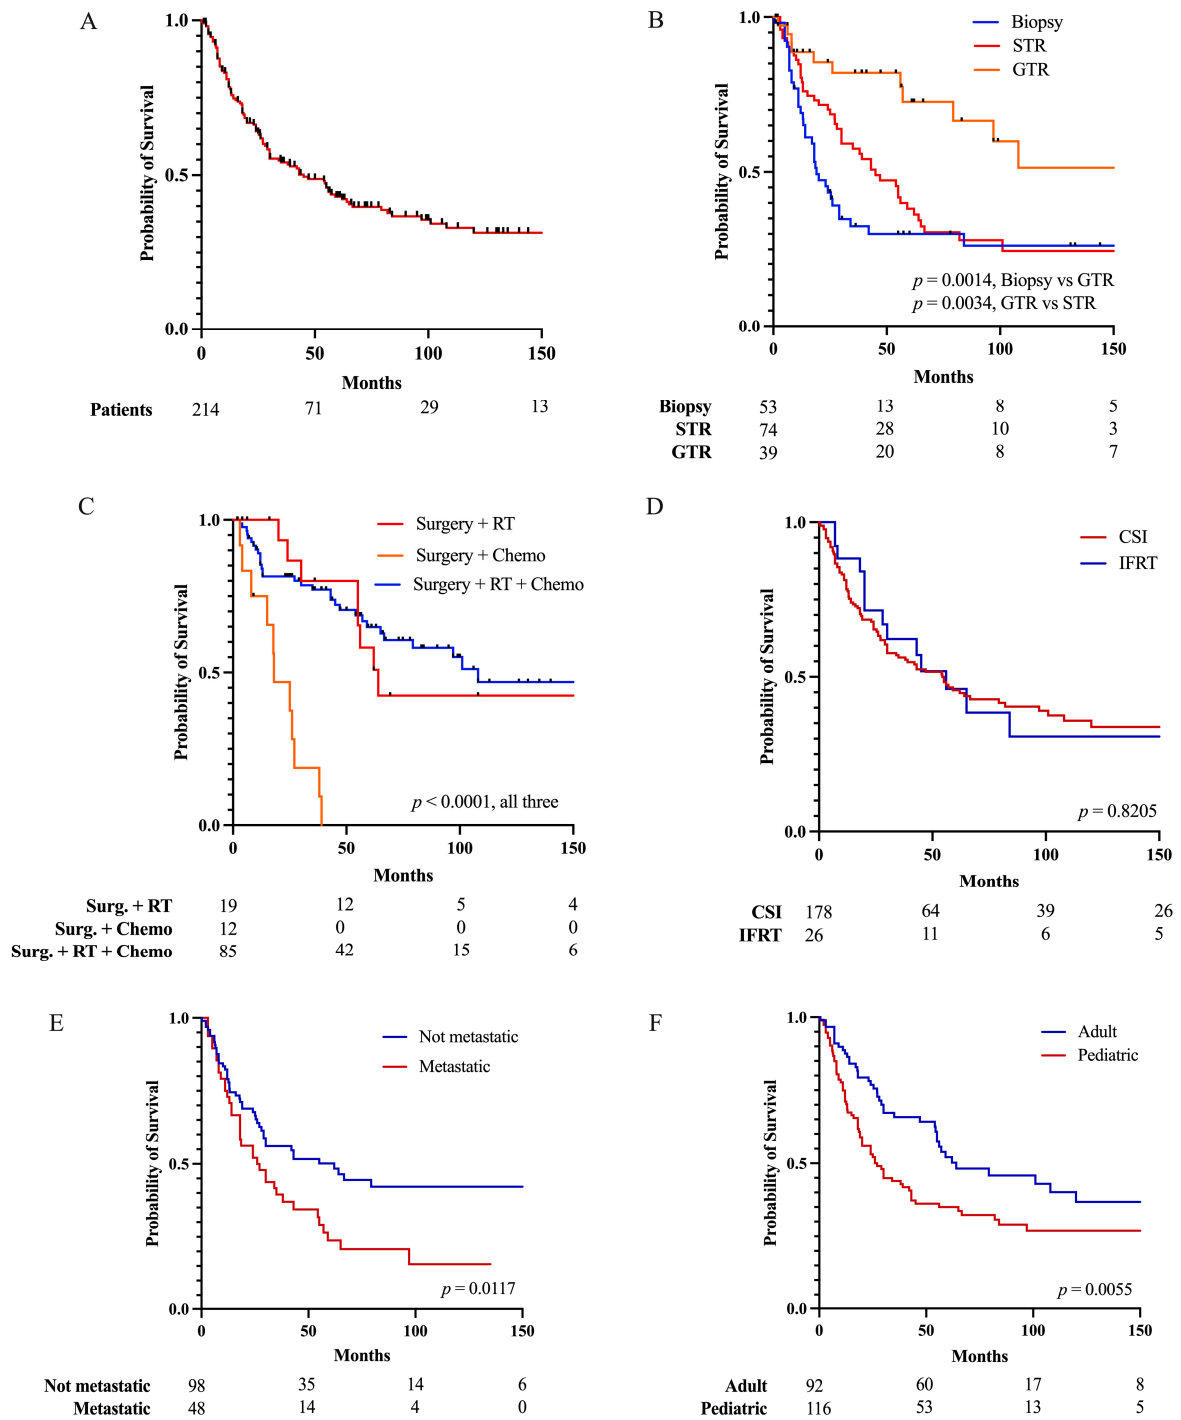 A
1.0
0.5
0.0
Probability of Survival
0 50 100 150
Months
Patients 214 71 29 13
B
1.0
0.5
0.0
Probability of Survival
Biopsy
STR
GTR
p = 0.0014, Biopsy vs GTR
p = 0.0034, GTR vs STR
0 50 100 150
Months
Biopsy 53 13 8 5
STR 74 28 10 3
GTR 39 20 8 7
C
1.0
0.5
0.0
Probability of Survival
Surgery + RT
Surgery + Chemo
Surgery + RT + Chemo
p < 0.0001, all three
0 50 100 150
Months
Surg. + RT 19 12 5 4
Surg. + Chemo 12 0 0 0
Surg. + RT + Chemo 85 42 15 6
D
1.0
0.5
0.0
Probability of Survival
CSI
IFRT
p = 0.8205
0 50 100 150
Months
CSI 178 64 39 26
IFRT 26 11 6 5
E
1.0
0.5
0.0
Probability of Survival
Not metastatic
Metastatic
p = 0.0117
0 50 100 150
Months
Not metastatic 98 35 14 6
Metastatic 48 14 4 0
F
1.0
0.5
0.0
Probability of Survival
Adult
Pediatric
p = 0.0055
0 50 100 150
Months
Adult 92 60 17 8
Pediatric 116 53 13 5